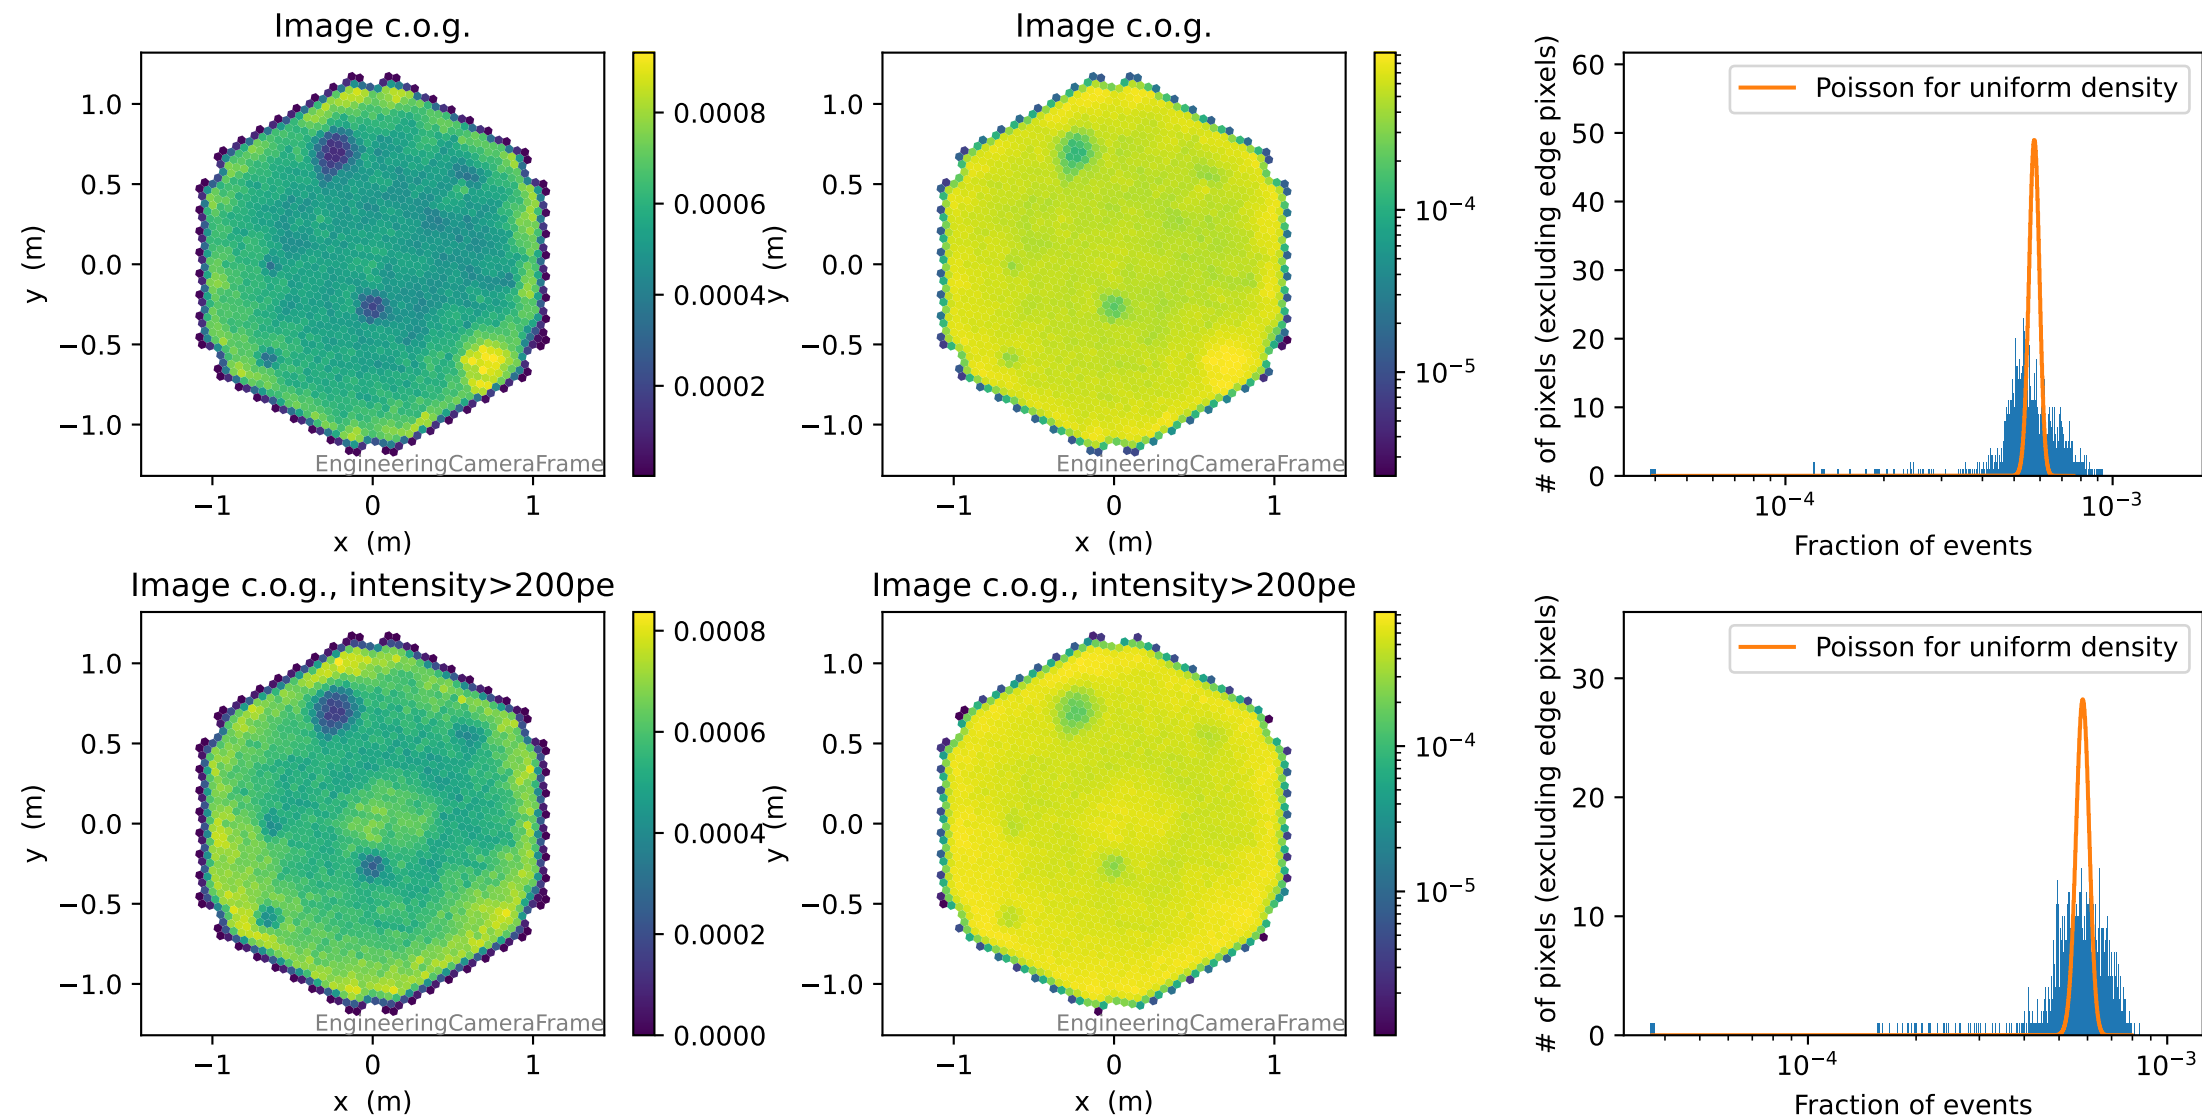 Image c.o.g.
y (m)
1.0
0.5
0.0
−0.5
−1.0
−1
0
1
x (m)
EngineeringCameraFrame
0.0008
0.0006
0.0004
0.0002
Image c.o.g.
y (m)
1.0
0.5
0.0
−0.5
−1.0
−1
0
1
x (m)
EngineeringCameraFrame
10⁻⁴
10⁻⁵
# of pixels (excluding edge pixels)
60
50
40
30
20
10
0
Poisson for uniform density
10⁻⁴
10⁻³
Fraction of events
Image c.o.g., intensity>200pe
y (m)
1.0
0.5
0.0
−0.5
−1.0
−1
0
1
x (m)
EngineeringCameraFrame
0.0008
0.0006
0.0004
0.0002
0.0000
Image c.o.g., intensity>200pe
y (m)
1.0
0.5
0.0
−0.5
−1.0
−1
0
1
x (m)
EngineeringCameraFrame
10⁻⁴
10⁻⁵
# of pixels (excluding edge pixels)
30
20
10
0
Poisson for uniform density
10⁻⁴
10⁻³
Fraction of events